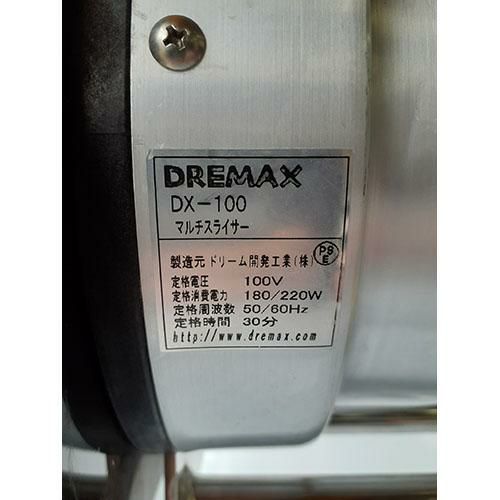 DREMAX
DX-100
マルチスライサー
製造元 ドリーム開発工業(株)
PS
E
定格電圧 100V
定格消費電力 180/220W
定格周波数 50/60Hz
定格時間 30分
http://www.dremax.com